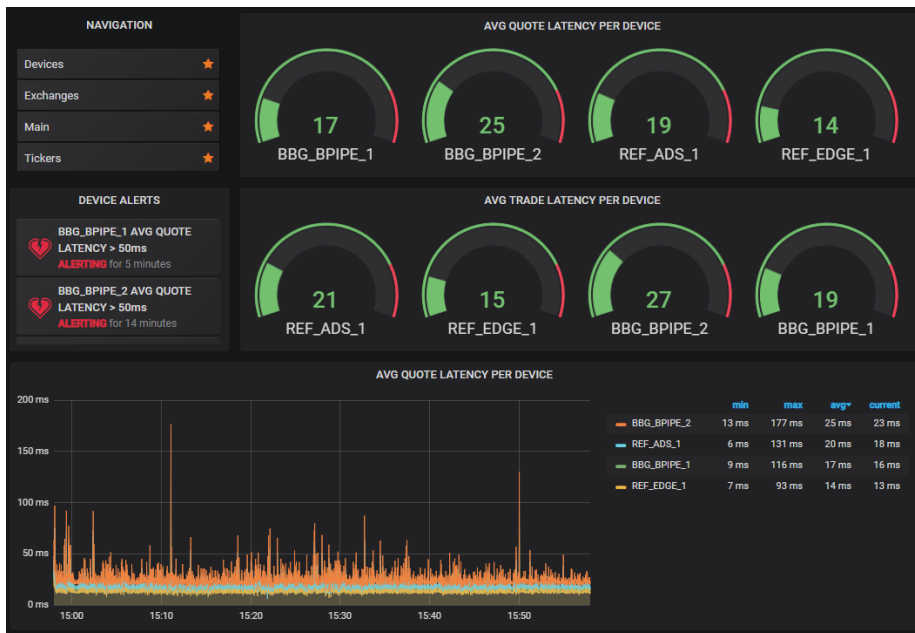 NAVIGATION
Devices
Exchanges
Main
Tickers
AVG QUOTE LATENCY PER DEVICE
17
BBG_BPIPE_1
25
BBG_BPIPE_2
19
REF_ADS_1
14
REF_EDGE_1
DEVICE ALERTS
BBG_BPIPE_1 AVG QUOTE
LATENCY > 50ms
ALERTING for 5 minutes
BBG_BPIPE_2 AVG QUOTE
LATENCY > 50ms
ALERTING for 14 minutes
AVG TRADE LATENCY PER DEVICE
21
REF_ADS_1
15
REF_EDGE_1
27
BBG_BPIPE_2
19
BBG_BPIPE_1
AVG QUOTE LATENCY PER DEVICE
200 ms
150 ms
100 ms
50 ms
0 ms
15:00 15:10 15:20 15:30 15:40 15:50
min max avg current
BBG_BPIPE_2 13 ms 177 ms 25 ms 23 ms
REF_ADS_1 6 ms 131 ms 20 ms 18 ms
BBG_BPIPE_1 9 ms 116 ms 17 ms 16 ms
REF_EDGE_1 7 ms 93 ms 14 ms 13 ms